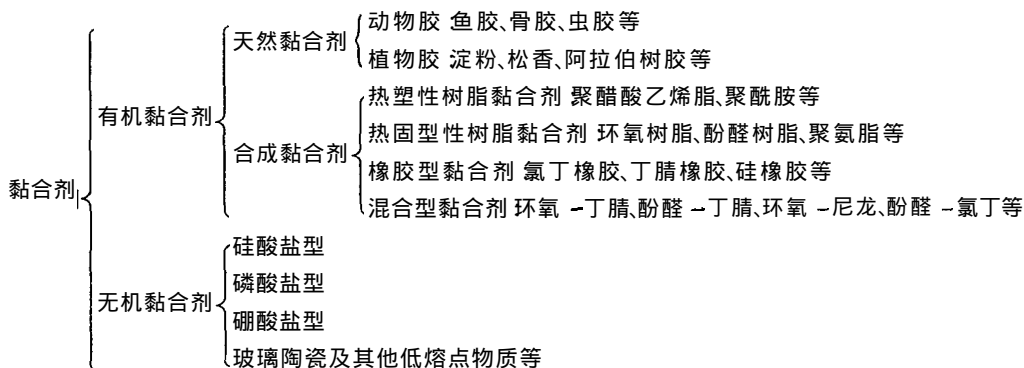 动物胶 鱼胶、骨胶、虫胶等
天然黏合剂
植物胶 淀粉、松香、阿拉伯树胶等
热塑性树脂黏合剂 聚醋酸乙烯脂、聚酰胺等
有机黏合剂
热固型性树脂黏合剂 环氧树脂、酚醛树脂、聚氨脂等
合成黏合剂
橡胶型黏合剂 氯丁橡胶、丁腈橡胶、硅橡胶等
黏合剂
混合型黏合剂 环氧–丁腈、酚醛–丁腈、环氧–尼龙、酚醛–氯丁等
硅酸盐型
磷酸盐型
无机黏合剂
硼酸盐型
玻璃陶瓷及其他低熔点物质等